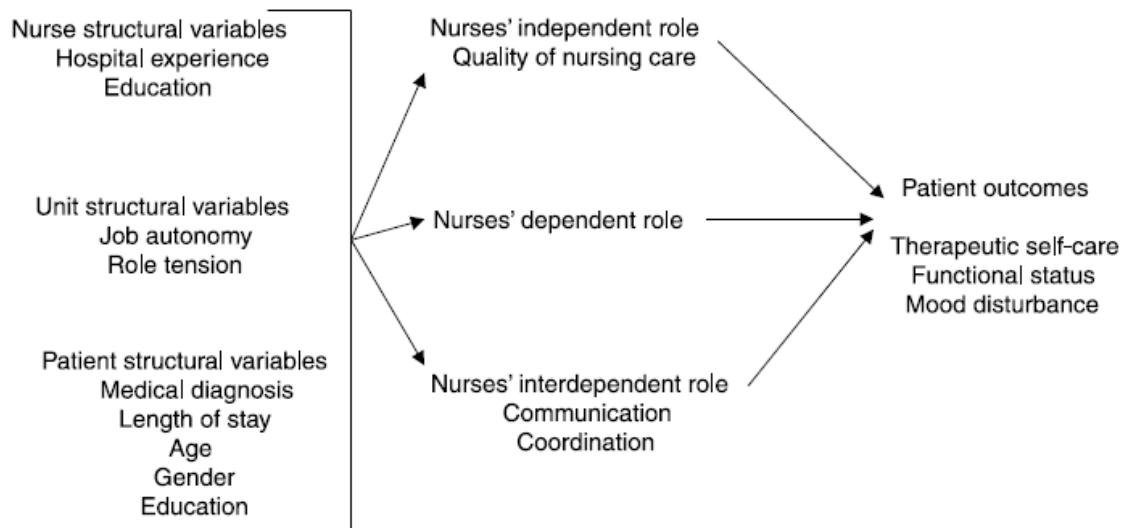 Nurse structural variables
Hospital experience
Education
Unit structural variables
Job autonomy
Role tension
Patient structural variables
Medical diagnosis
Length of stay
Age
Gender
Education
Nurses' independent role
Quality of nursing care
Nurses' dependent role
Nurses' interdependent role
Communication
Coordination
Patient outcomes
Therapeutic self-care
Functional status
Mood disturbance